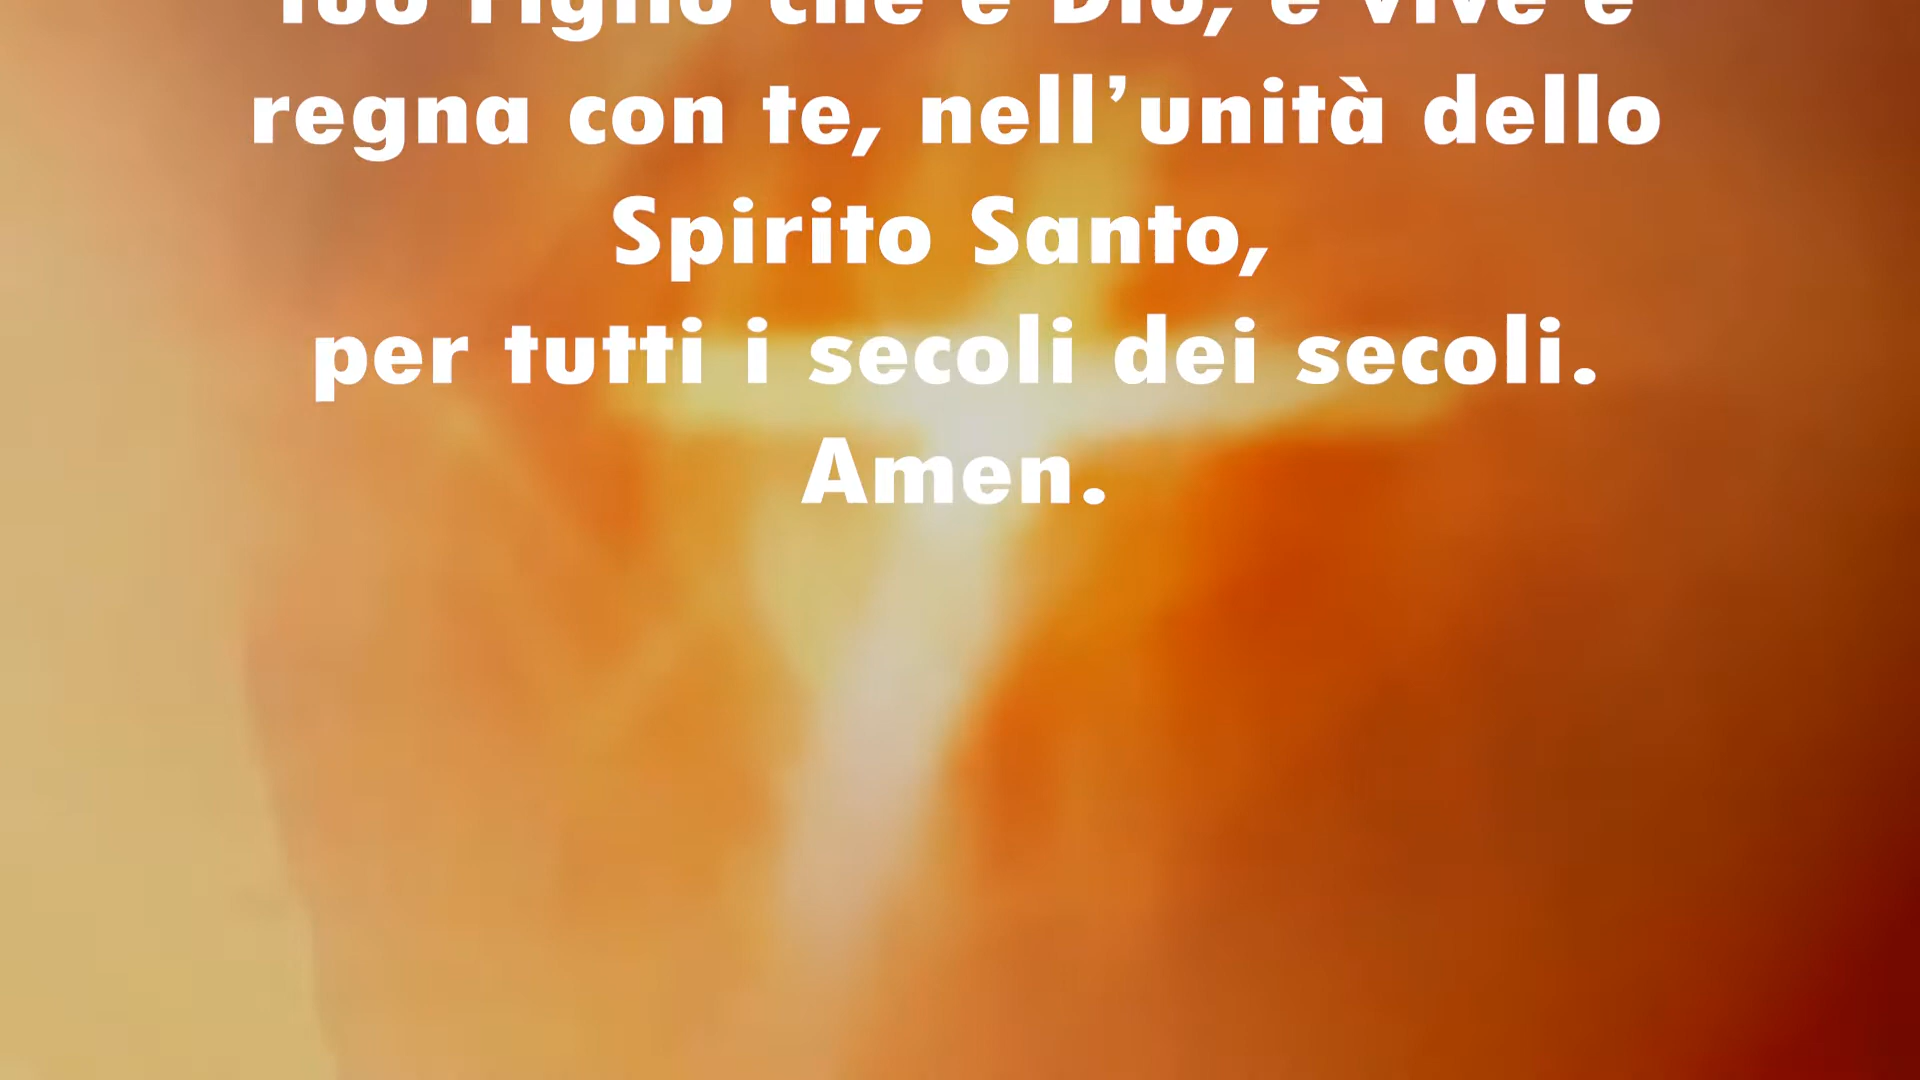 tuo Figlio che è Dio, e vive e
regna con te, nell’unità dello
Spirito Santo,
per tutti i secoli dei secoli.
Amen.